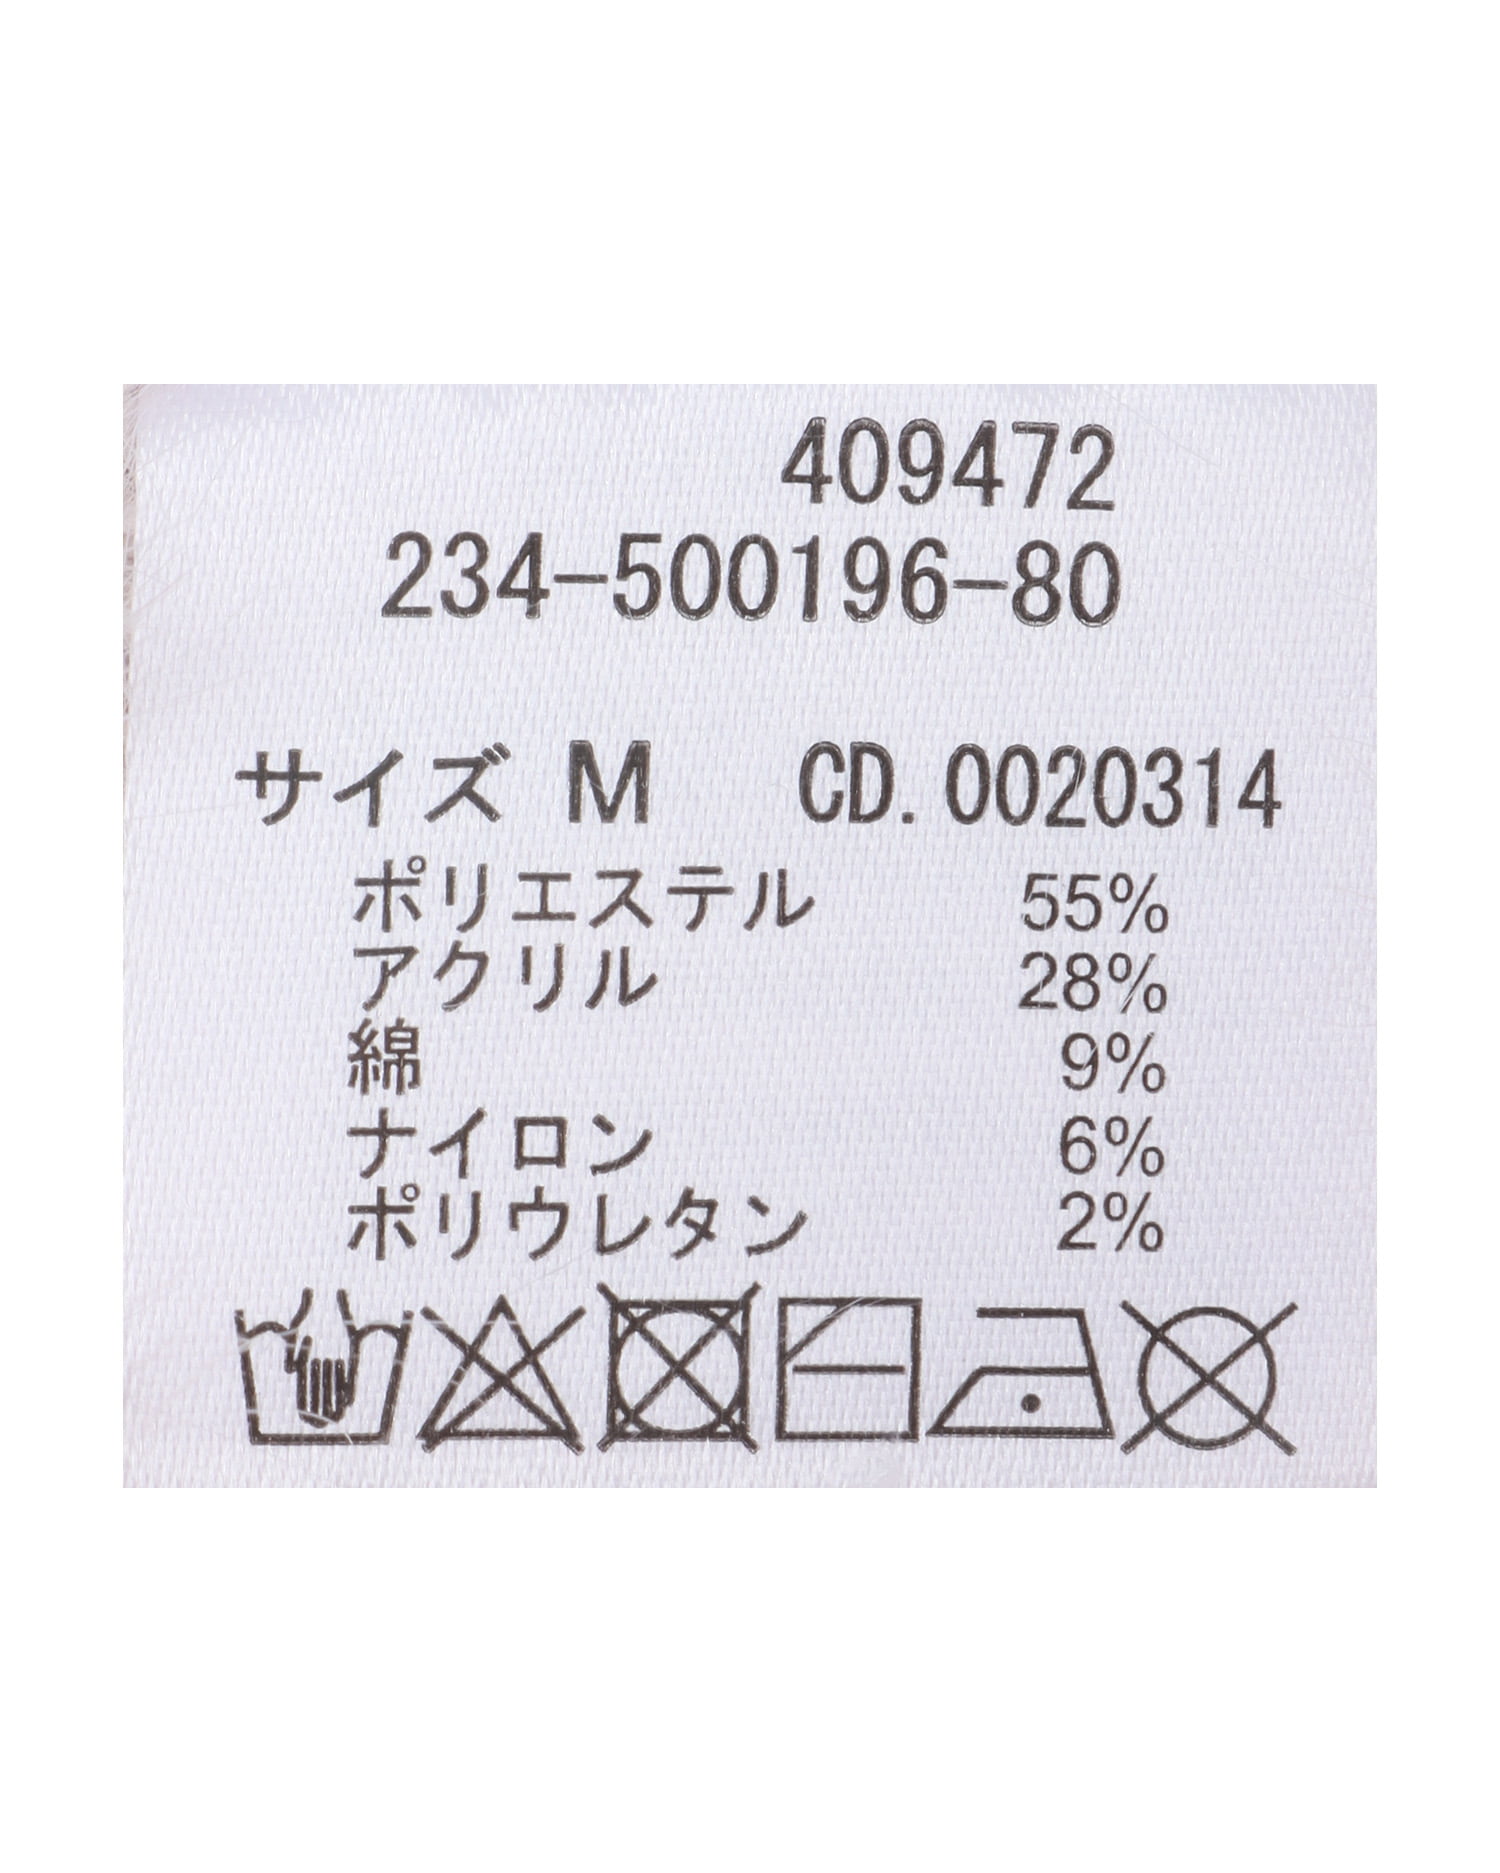 409472
234-500196-80
サイズ M CD.0020314
ポリエステル 55%
アクリル 28%
綿 9%
ナイロン 6%
ポリウレタン 2%